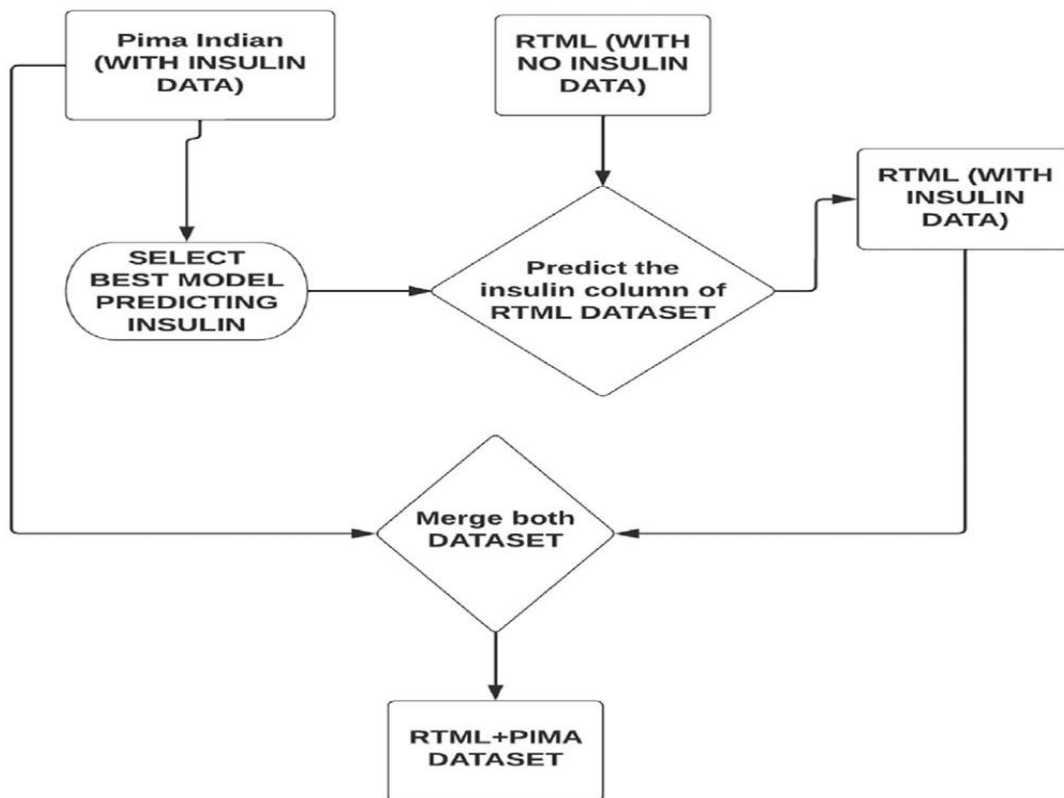 Pima Indian
(WITH INSULIN
DATA)
RTML (WITH
NO INSULIN
DATA)
RTML (WITH
INSULIN
DATA)
SELECT
BEST MODEL
PREDICTING
INSULIN
Predict the
insulin column of
RTML DATASET
Merge both
DATASET
RTML+PIMA
DATASET